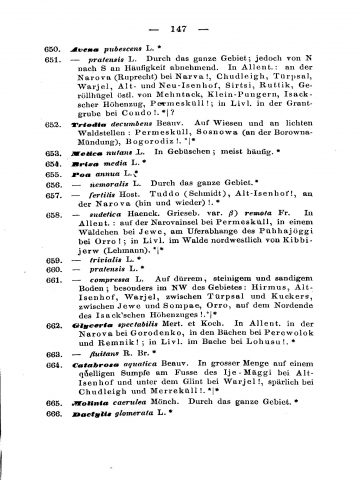 — 147 —
650. Avena pubescens L. *
651. — pratensis L. Durch das ganze Gebiet; jedoch von N
nach S an Häufigkeit abnehmend. In Allent.: an der
Narova (Ruprecht) bei Narva!, Chudleigh, Türpsal,
Warjel, Alt- und Neu-Isenhof, Sirtsi, Ruttik, Ge-
röllhügel östl. von Mehntack, Klein-Pungern, Isack-
scher Höhenzug, Permesküll!; in Livl. in der Grant-
grube bei Condo!. *|?
652. Triodia decumbens Beauv. Auf Wiesen und an lichten
Waldstellen: Permesküll, Sosnowa (an der Borowna-
Mündung), Bogorodiz!. *|*
653. Melica nutans L. In Gebüschen; meist häufig. *
654. Briza media L. *
655. Poa annua L. *
656. — nemoralis L. Durch das ganze Gebiet. *
657. — fertilis Host. Tuddo (Schmidt), Alt-Isenhof!, an
der Narova (hin und wieder)!. *
658. — sudetica Haenck. Griseb. var. β) remota Fr. In
Allent.: auf der Narovainsel bei Permesküll, in einem
Wäldchen bei Jewe, am Uferabhange des Pühhajöggi
bei Orro!; in Livl. im Walde nordwestlich von Kibbi-
jerw (Lehmann). *|*
659. — trivialis L. *
660. — pratensis L. *
661. — compressa L. Auf dürrem, steinigem und sandigem
Boden; besonders im NW des Gebietes: Hirmus, Alt-
Isenhof, Warjel, zwischen Türpsal und Kuckers,
zwischen Jewe und Sompae, Orro, auf dem Nordende
des Isack'schen Höhenzuges!. *|*
662. Glyceria spectabilis Mert. et Koch. In Allent. in der
Narova bei Gorodenko, in den Bächen bei Perewolok
und Remnik!; in Livl. im Bache bei Lohusu!. *
663. — fluitans R. Br. *
664. Catabrosa aquatica Beauv. In grosser Menge auf einem
quelligen Sumpfe am Fusse des Ije-Mäggi bei Alt-
Isenhof und unter dem Glint bei Warjel!, spärlich bei
Chudleigh und Merreküll!. *|*
665. Molinia caerulea Mönch. Durch das ganze Gebiet. *
666. Dactylis glomerata L. *